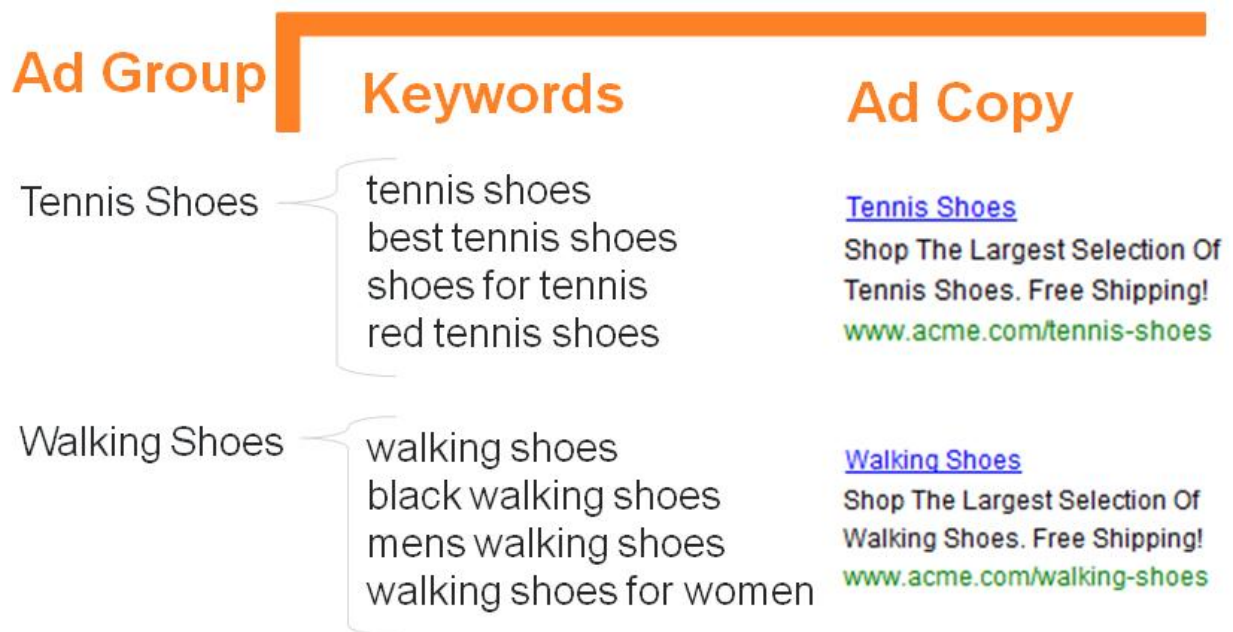 Ad Group
Keywords
Ad Copy
Tennis Shoes
tennis shoes
best tennis shoes
shoes for tennis
red tennis shoes
Tennis Shoes
Shop The Largest Selection Of
Tennis Shoes. Free Shipping!
www.acme.com/tennis-shoes
Walking Shoes
walking shoes
black walking shoes
mens walking shoes
walking shoes for women
Walking Shoes
Shop The Largest Selection Of
Walking Shoes. Free Shipping!
www.acme.com/walking-shoes